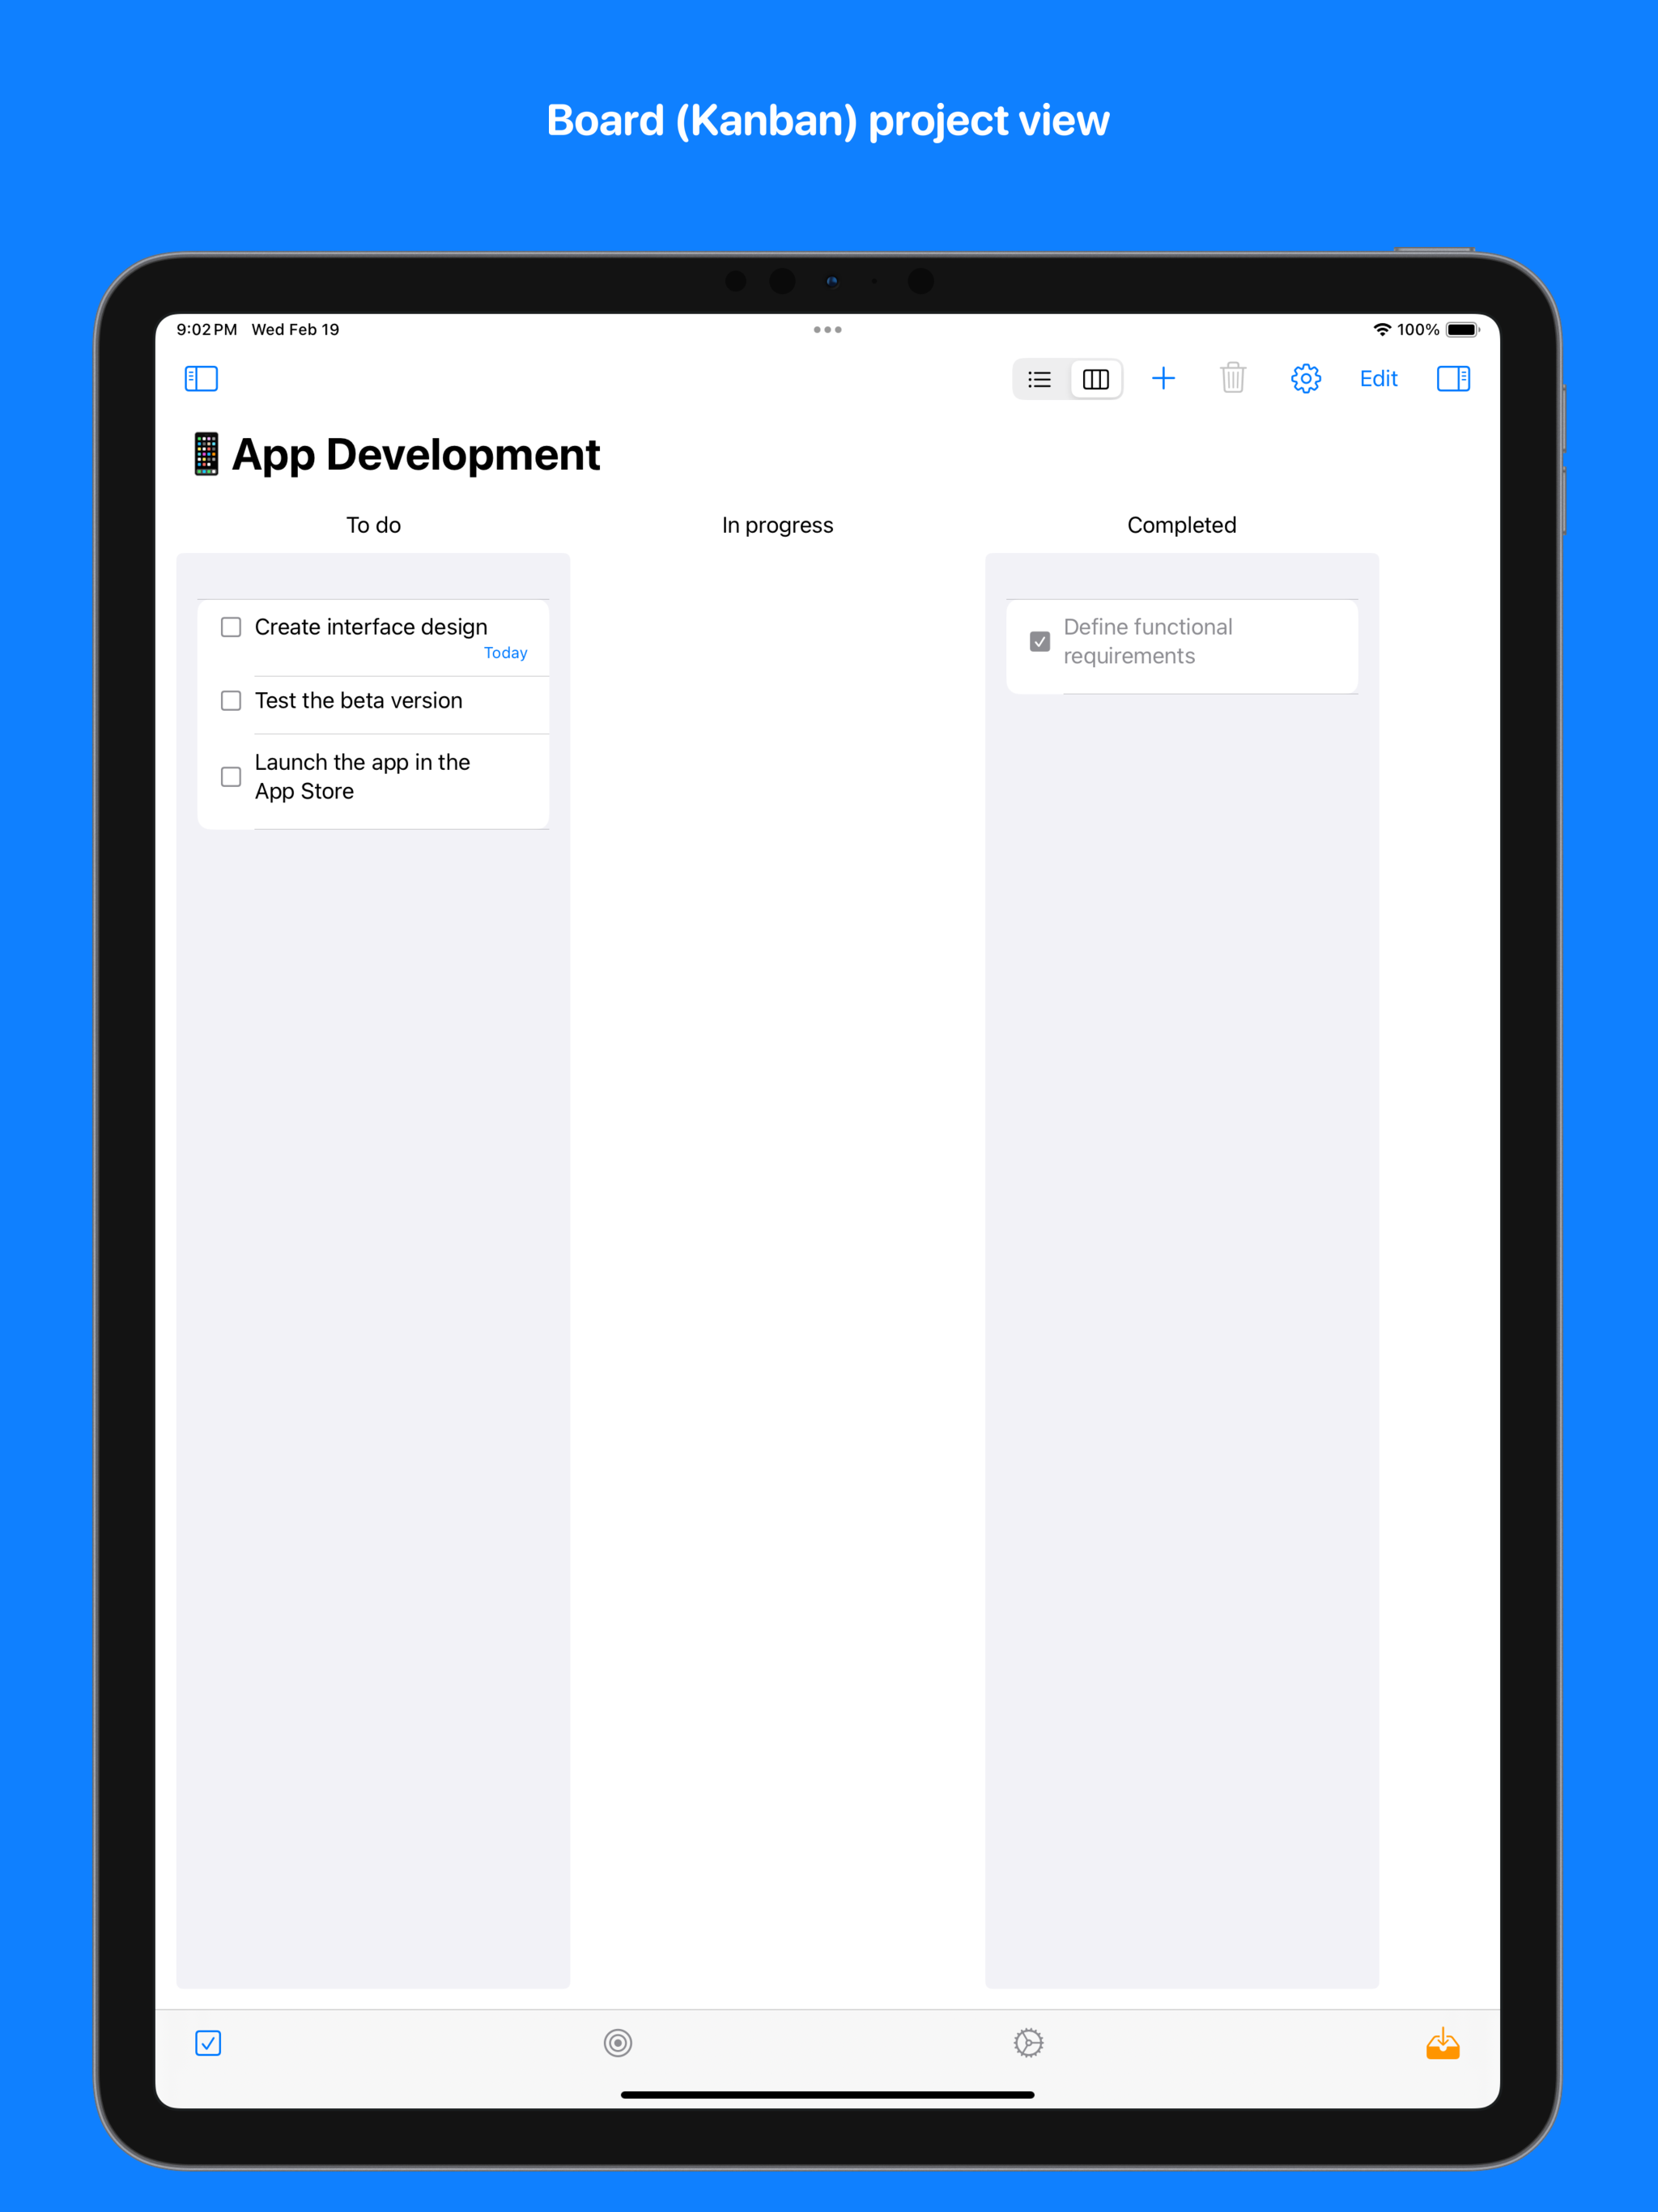 Board (Kanban) project view
9:02 PM Wed Feb 19
100%
Edit
App Development
To do
In progress
Completed
Create interface design
Today
Test the beta version
Launch the app in the
App Store
Define functional
requirements